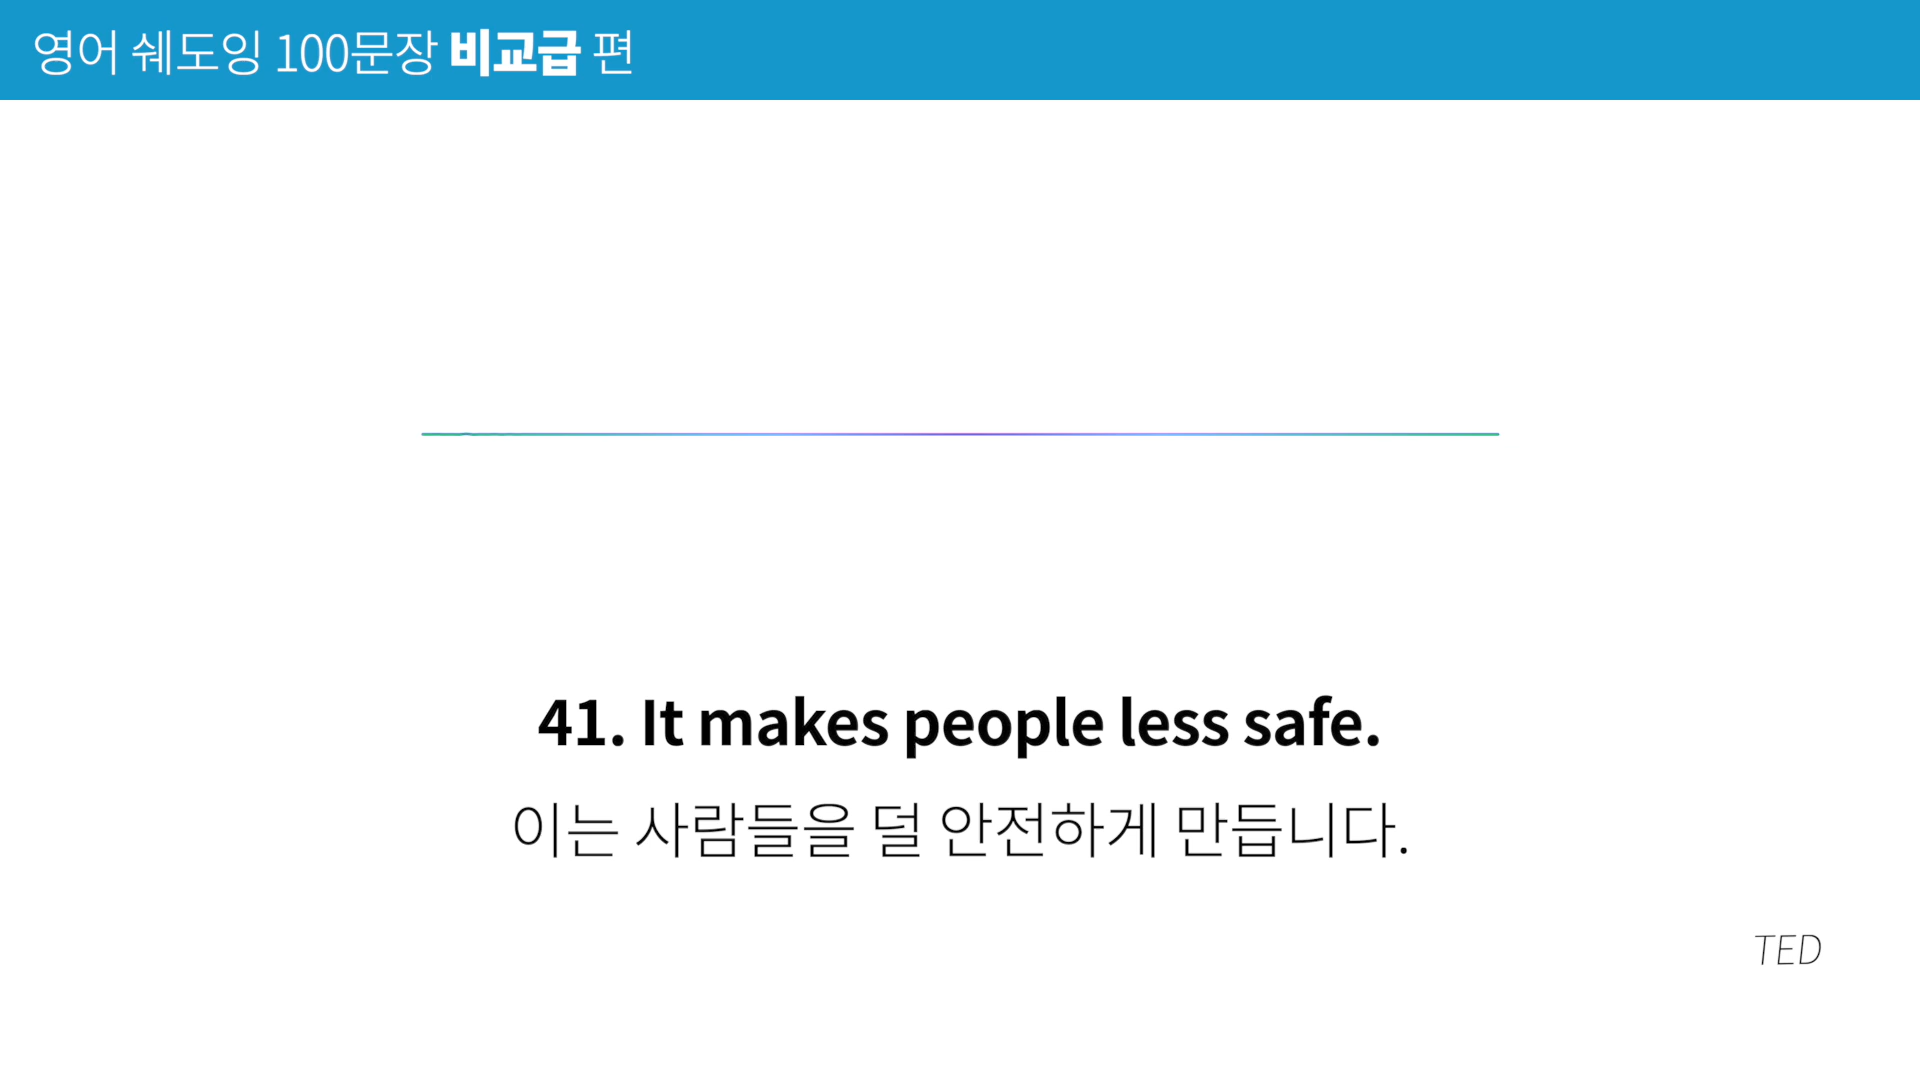 영어 쉐도잉 100문장 비교급 편
41. It makes people less safe.
이는 사람들을 덜 안전하게 만듭니다.
TED